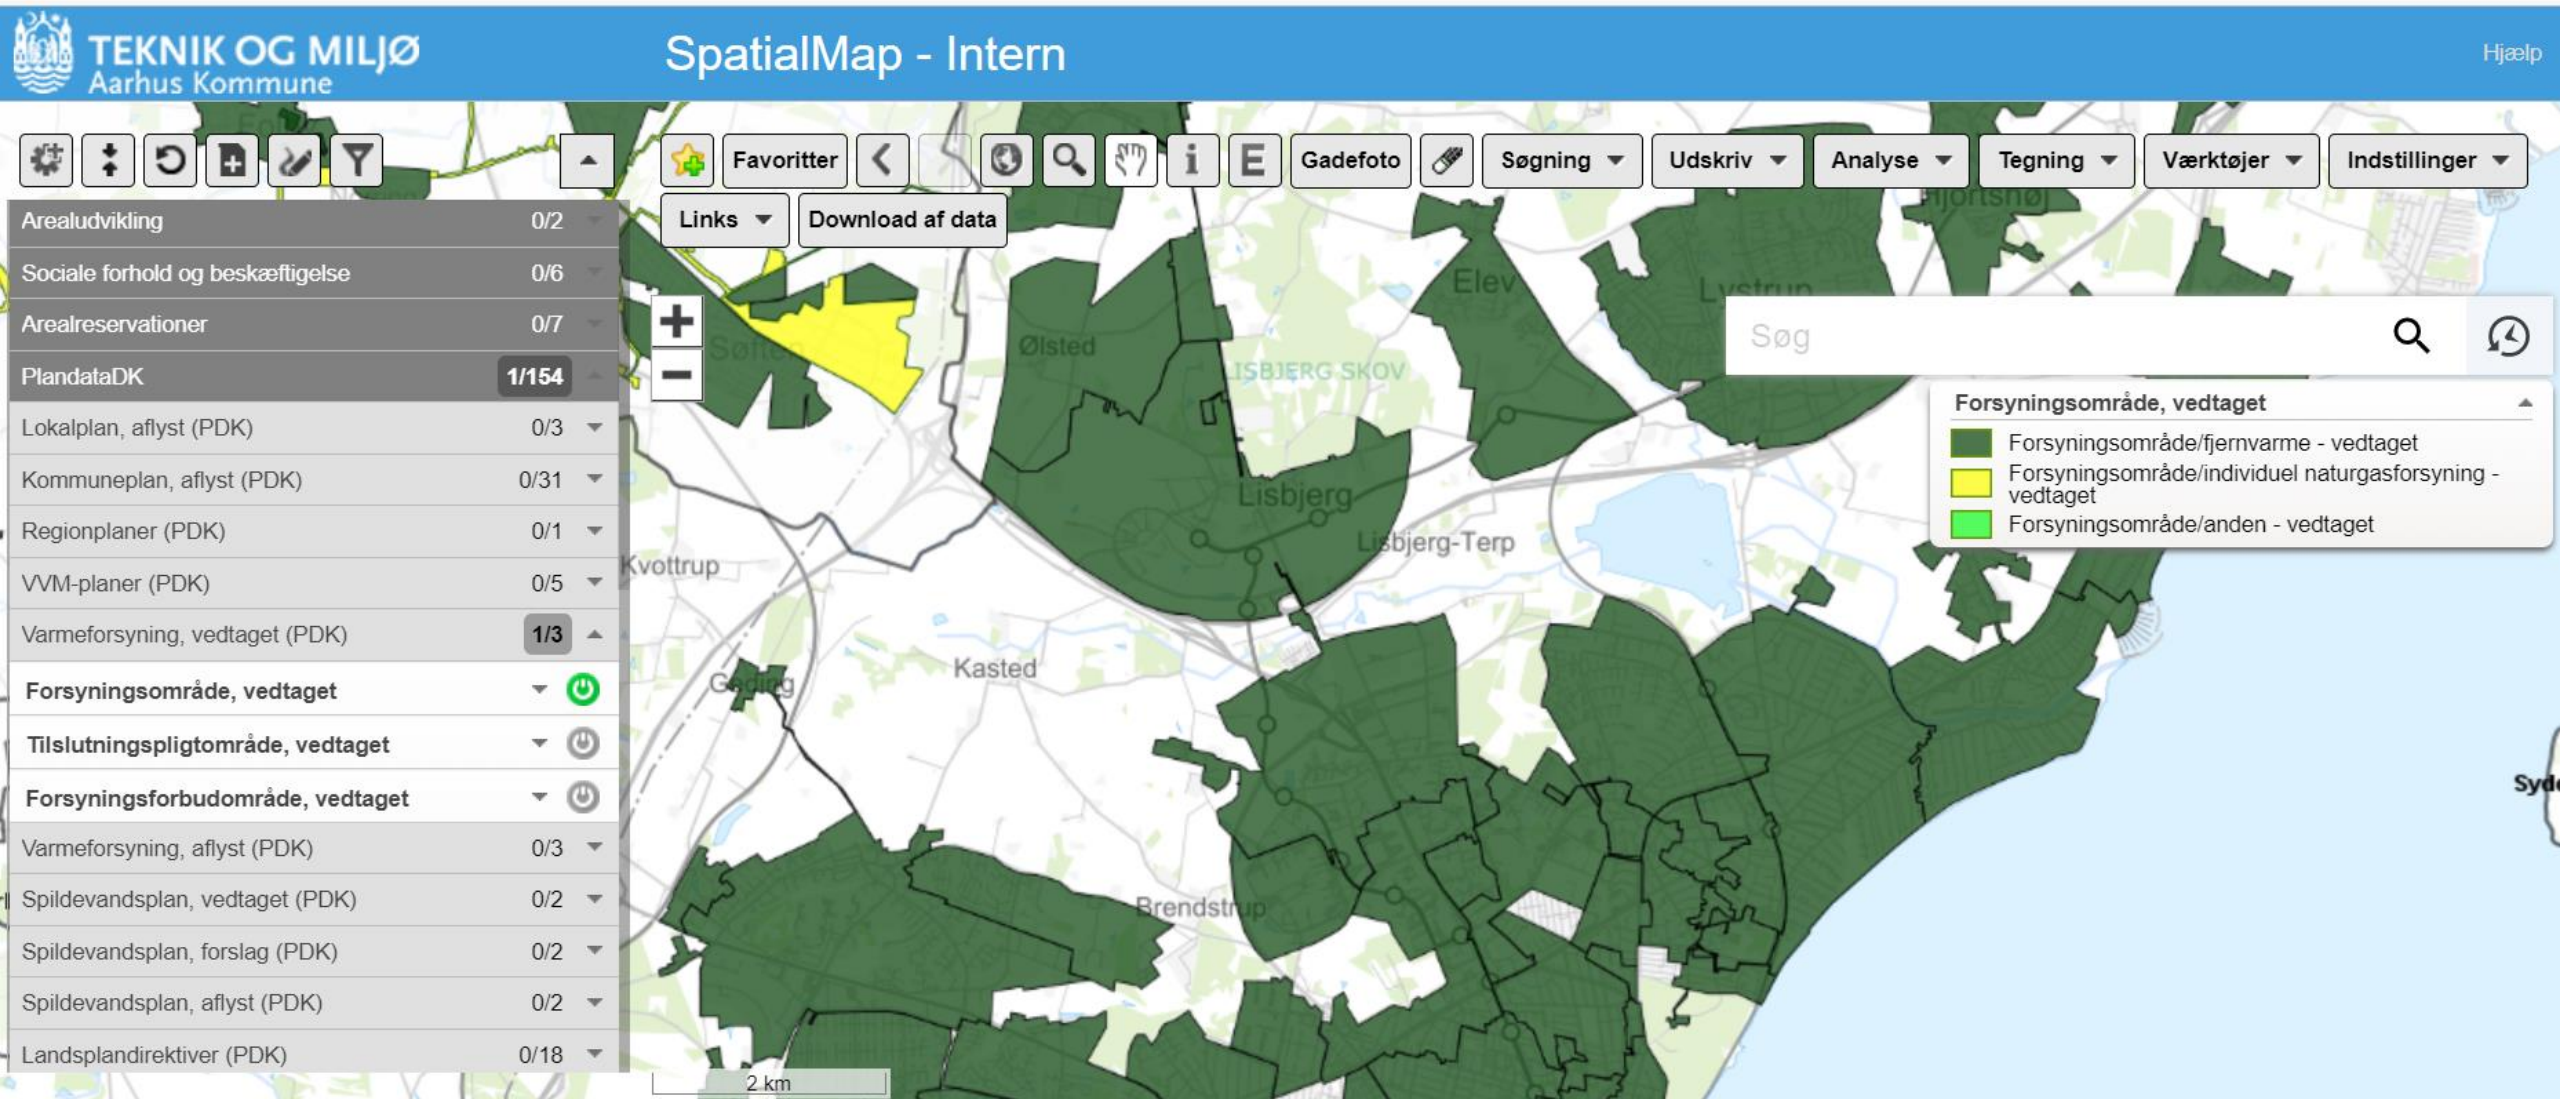 TEKNIK OG MILJØ
Aarhus Kommune
SpatialMap - Intern
Hjælp
Favoritter
i
E
Gadefoto
Søgning
Udskriv
Analyse
Tegning
Værktøjer
Indstillinger
Links
Download af data
Arealudvikling 0/2
Sociale forhold og beskæftigelse 0/6
Arealreservationer 0/7
PlandataDK 1/154
Lokalplan, aflyst (PDK) 0/3
Kommuneplan, aflyst (PDK) 0/31
Regionplaner (PDK) 0/1
VVM-planer (PDK) 0/5
Varmeforsyning, vedtaget (PDK) 1/3
Forsyningsområde, vedtaget
Tilslutningspligtområde, vedtaget
Forsyningsforbudområde, vedtaget
Varmeforsyning, aflyst (PDK) 0/3
Spildevandsplan, vedtaget (PDK) 0/2
Spildevandsplan, forslag (PDK) 0/2
Spildevandsplan, aflyst (PDK) 0/2
Landsplandirektiver (PDK) 0/18
+
−
Søg
Forsyningsområde, vedtaget
Forsyningsområde/fjernvarme - vedtaget
Forsyningsområde/individuel naturgasforsyning -
vedtaget
Forsyningsområde/anden - vedtaget
Hjortshøj
Elev
Lystrup
Søften
Ølsted
LISBJERG SKOV
Lisbjerg
Lisbjerg-Terp
Kvottrup
Kasted
Geding
Brendstrup
2 km